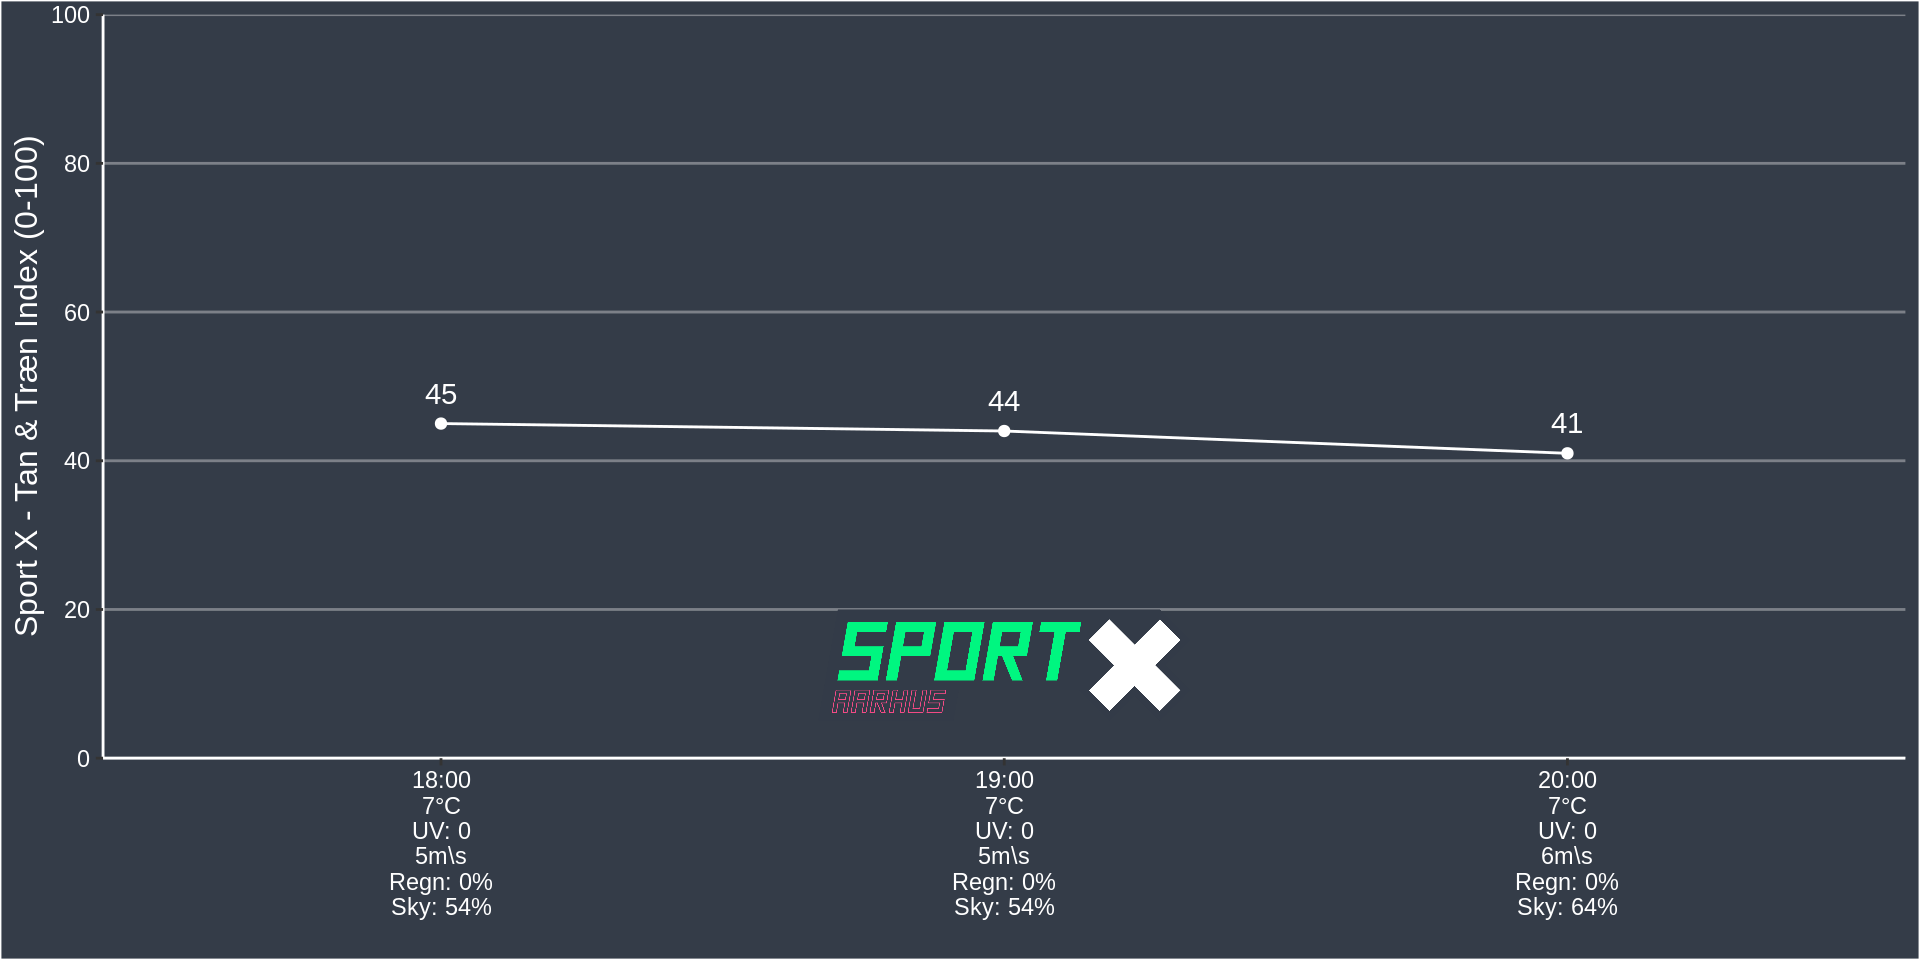 Sport X - Tan & Træn Index (0-100)
100
80
60
40
20
0
45
44
41
SPORT X
AARHUS
18:00
7°C
UV: 0
5m\s
Regn: 0%
Sky: 54%
19:00
7°C
UV: 0
5m\s
Regn: 0%
Sky: 54%
20:00
7°C
UV: 0
6m\s
Regn: 0%
Sky: 64%